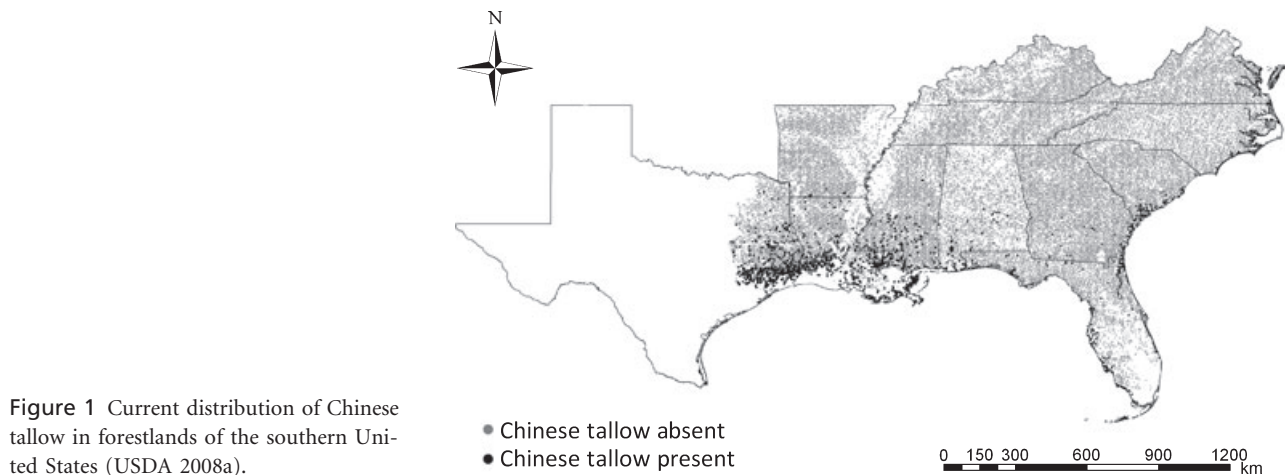 N
Chinese tallow absent
Chinese tallow present
0 150 300 600 900 1200
km
Figure 1 Current distribution of Chinese
tallow in forestlands of the southern Uni-
ted States (USDA 2008a).